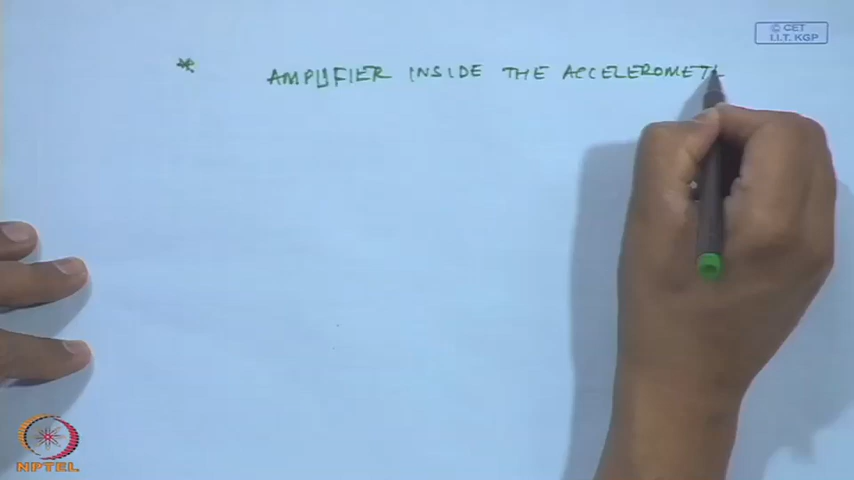 © CET
I.I.T. KGP
* AMPLIFIER INSIDE THE ACCELEROMET
NPTEL